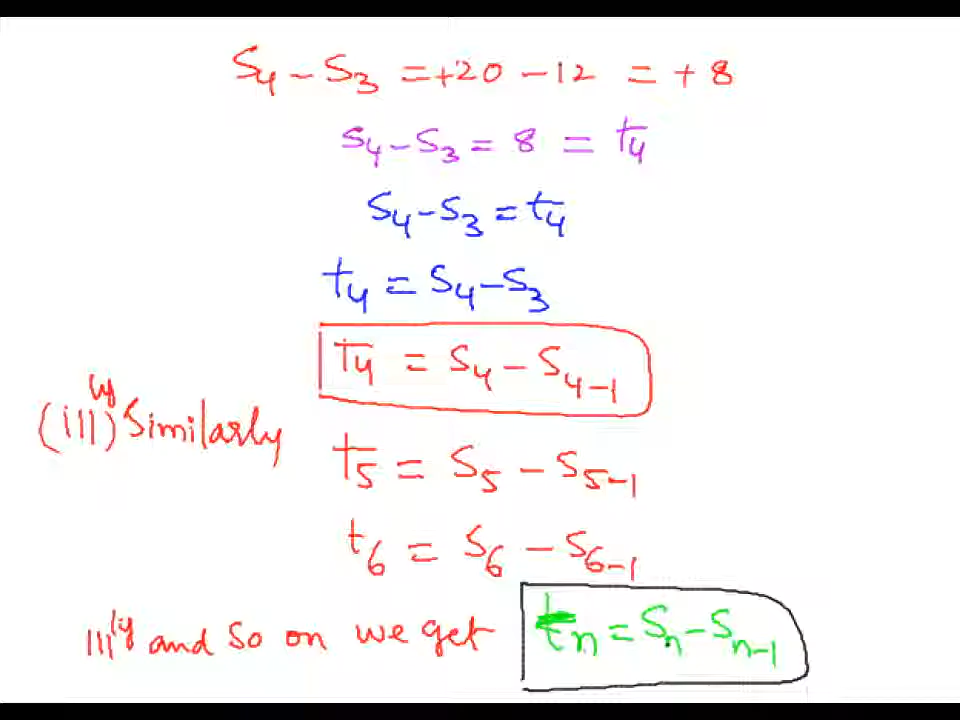 S4 - S3 = +20 - 12 = +8
S4 - S3 = 8 = t4
S4 - S3 = t4
t4 = S4 - S3
t4 = S4 - S4-1
(iii)ly Similarly
t5 = S5 - S5-1
t6 = S6 - S6-1
llly and so on we get tn = Sn - Sn-1